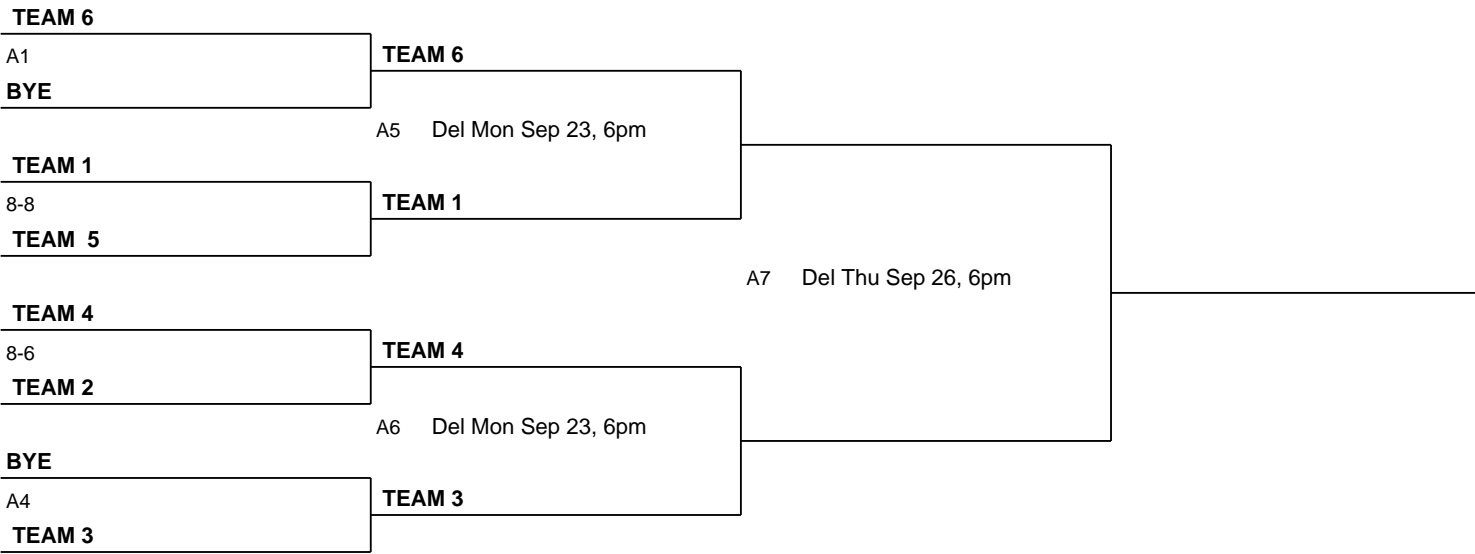 TEAM 6
A1
BYE
TEAM 6
A5 Del Mon Sep 23, 6pm
TEAM 1
8-8
TEAM 5
TEAM 1
A7 Del Thu Sep 26, 6pm
TEAM 4
8-6
TEAM 2
TEAM 4
A6 Del Mon Sep 23, 6pm
BYE
A4
TEAM 3
TEAM 3